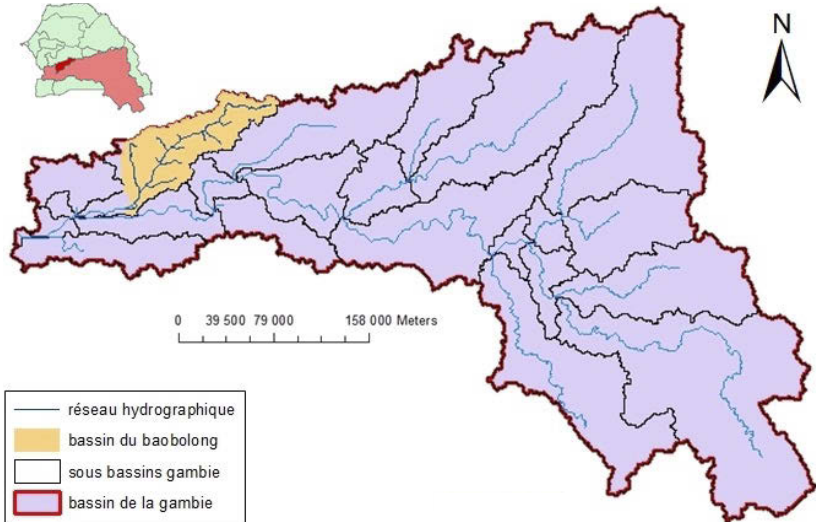 N
0 39 500 79 000 158 000 Meters
réseau hydrographique
bassin du baobolong
sous bassins gambie
bassin de la gambie